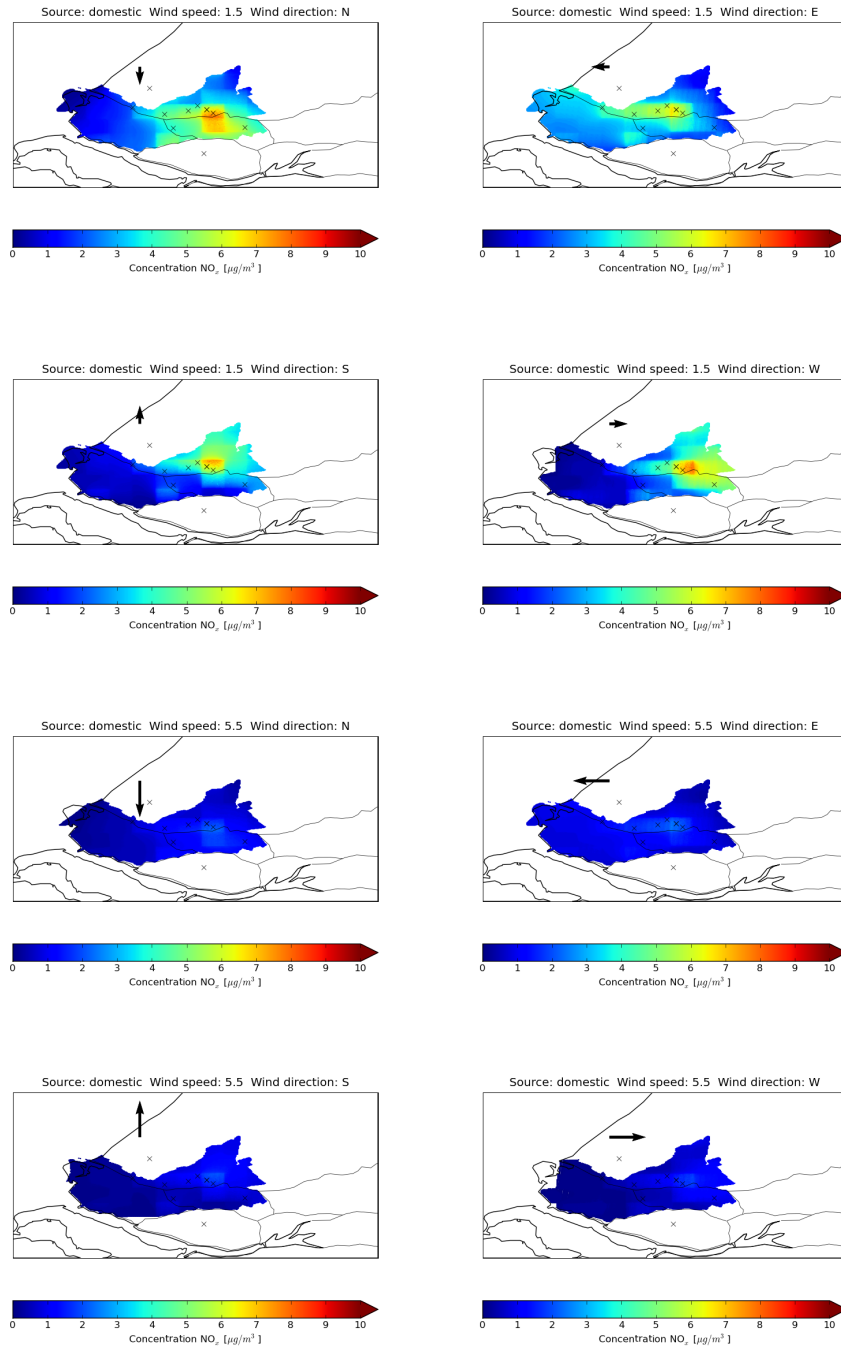 Source: domestic Wind speed: 1.5 Wind direction: N
0 1 2 3 4 5 6 7 8 9 10
Concentration NOₓ [μg/m³ ]
Source: domestic Wind speed: 1.5 Wind direction: E
0 1 2 3 4 5 6 7 8 9 10
Concentration NOₓ [μg/m³ ]
Source: domestic Wind speed: 1.5 Wind direction: S
0 1 2 3 4 5 6 7 8 9 10
Concentration NOₓ [μg/m³ ]
Source: domestic Wind speed: 1.5 Wind direction: W
0 1 2 3 4 5 6 7 8 9 10
Concentration NOₓ [μg/m³ ]
Source: domestic Wind speed: 5.5 Wind direction: N
0 1 2 3 4 5 6 7 8 9 10
Concentration NOₓ [μg/m³ ]
Source: domestic Wind speed: 5.5 Wind direction: E
0 1 2 3 4 5 6 7 8 9 10
Concentration NOₓ [μg/m³ ]
Source: domestic Wind speed: 5.5 Wind direction: S
0 1 2 3 4 5 6 7 8 9 10
Concentration NOₓ [μg/m³ ]
Source: domestic Wind speed: 5.5 Wind direction: W
0 1 2 3 4 5 6 7 8 9 10
Concentration NOₓ [μg/m³ ]